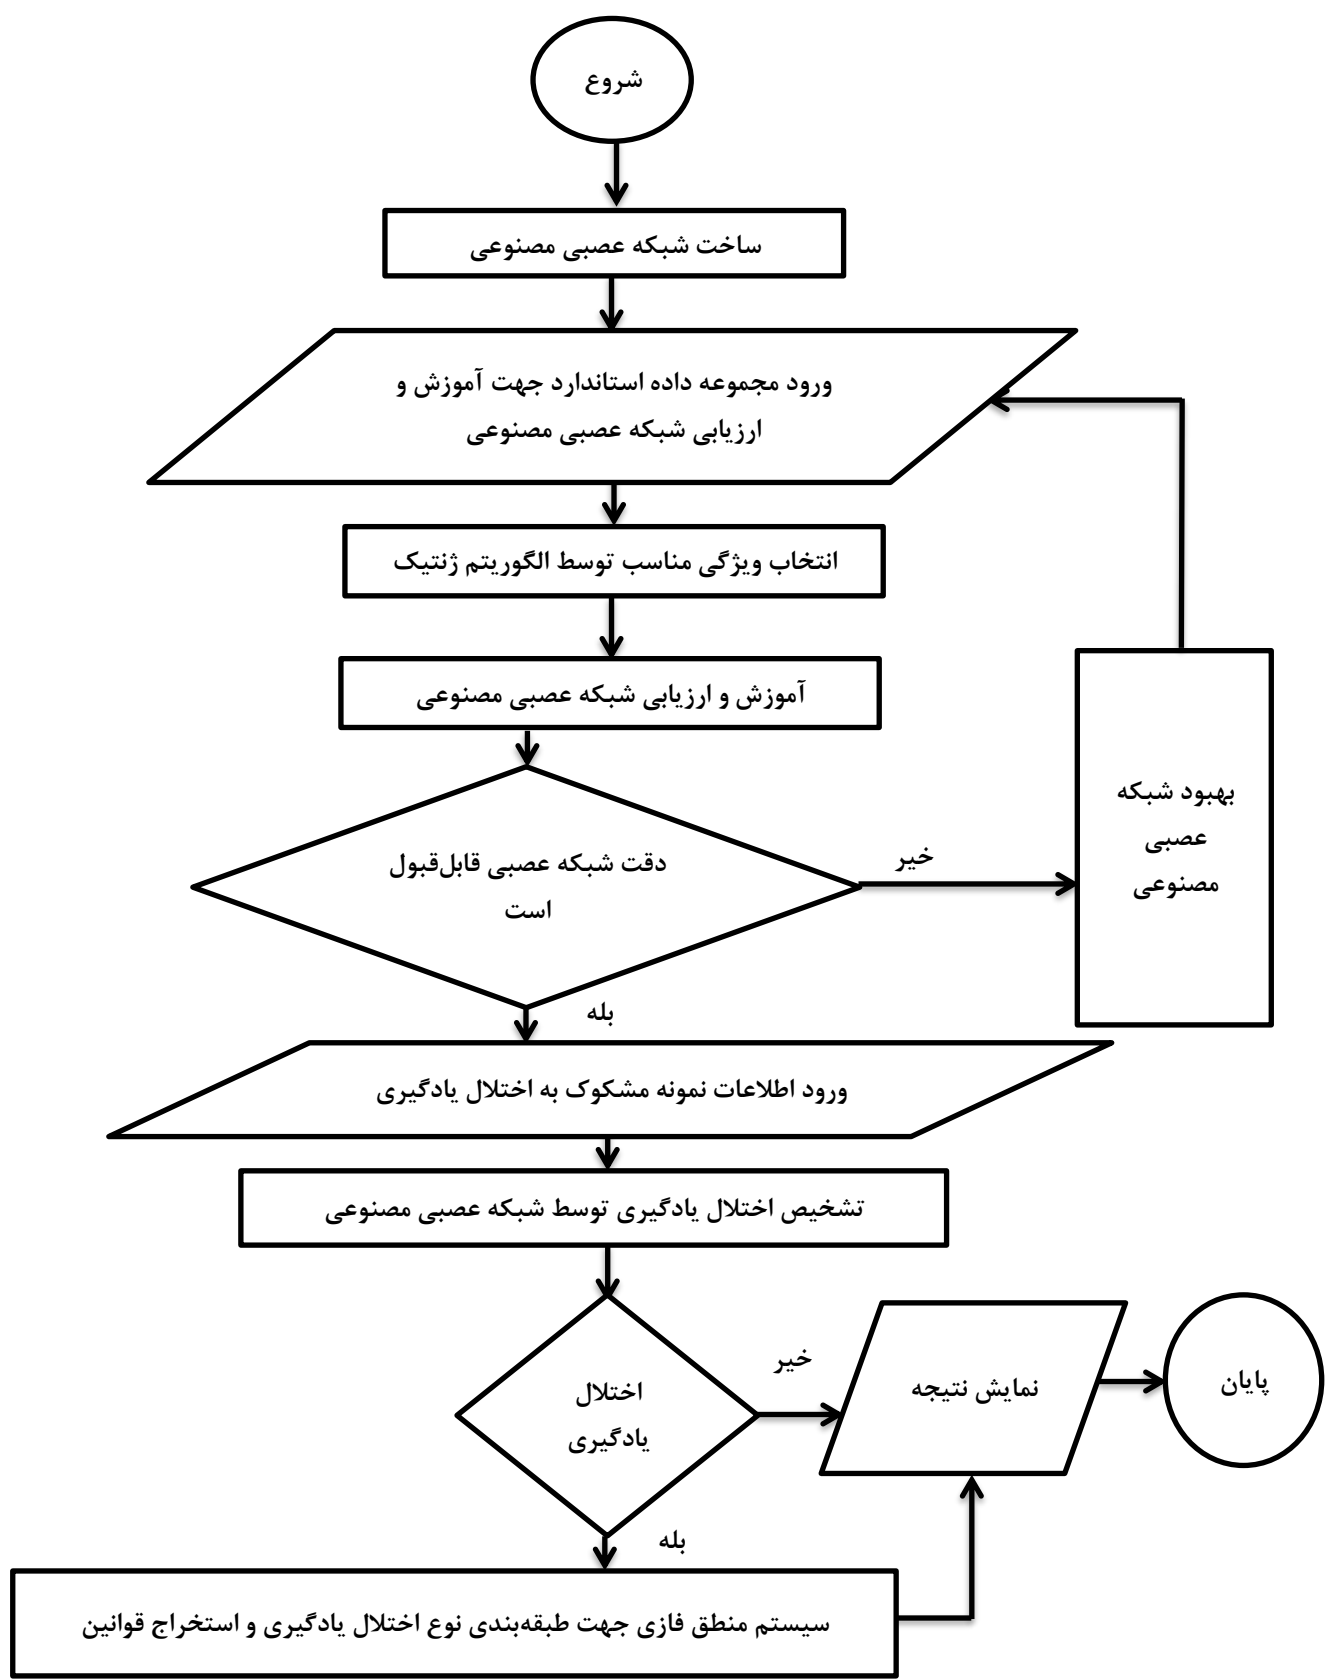 شروع
ساخت شبکه عصبی مصنوعی
ورود مجموعه داده استاندارد جهت آموزش و
ارزیابی شبکه عصبی مصنوعی
انتخاب ویژگی مناسب توسط الگوریتم ژنتیک
آموزش و ارزیابی شبکه عصبی مصنوعی
دقت شبکه عصبی قابل‌قبول
است
خیر
بهبود شبکه
عصبی
مصنوعی
بله
ورود اطلاعات نمونه مشکوک به اختلال یادگیری
تشخیص اختلال یادگیری توسط شبکه عصبی مصنوعی
اختلال
یادگیری
خیر
نمایش نتیجه
پایان
بله
سیستم منطق فازی جهت طبقه‌بندی نوع اختلال یادگیری و استخراج قوانین